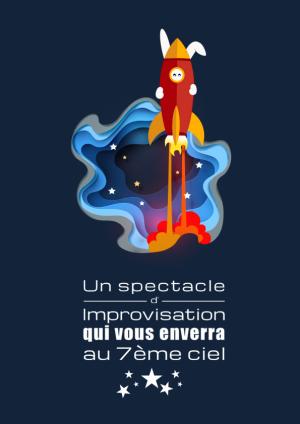 Un spectacle
d'
Improvisation
qui vous enverra
au 7ème ciel